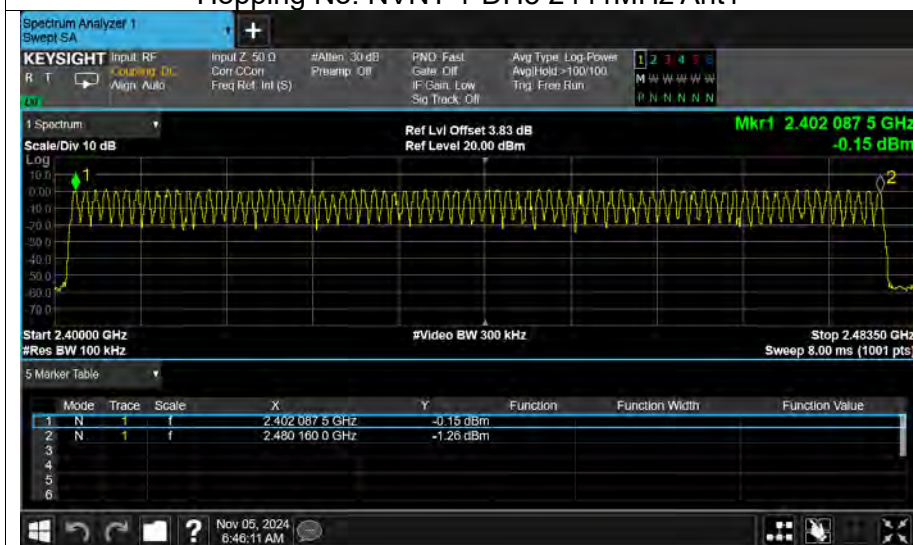 Hopping No. NVNT 1-DH5 2441MHz Ant1
Spectrum Analyzer 1
Swept SA
+
KEYSIGHT Input: RF Input Z: 50 Ω #Atten: 30 dB PNO: Fast Avg Type: Log-Power 1 2 3 4 5 6
R T Coupling: DC Corr CCorr Preamp: Off Gate: Off Avg|Hold:>100/100 M W W W W W
Align: Auto Freq Ref: Int (S) IF Gain: Low Trig: Free Run
Sig Track: Off P N N N N N
1 Spectrum
Ref Lvl Offset 3.83 dB Mkr1 2.402 087 5 GHz
Scale/Div 10 dB Ref Level 20.00 dBm -0.15 dBm
Log
10.0
0.00
-10.0
-20.0
-30.0
-40.0
-50.0
-60.0
-70.0
1
2
Start 2.40000 GHz #Video BW 300 kHz Stop 2.48350 GHz
#Res BW 100 kHz Sweep 8.00 ms (1001 pts)
5 Marker Table
Mode Trace Scale X Y Function Function Width Function Value
1 N 1 f 2.402 087 5 GHz -0.15 dBm
2 N 1 f 2.480 160 0 GHz -1.26 dBm
3
4
5
6
? Nov 05, 2024
6:46:11 AM